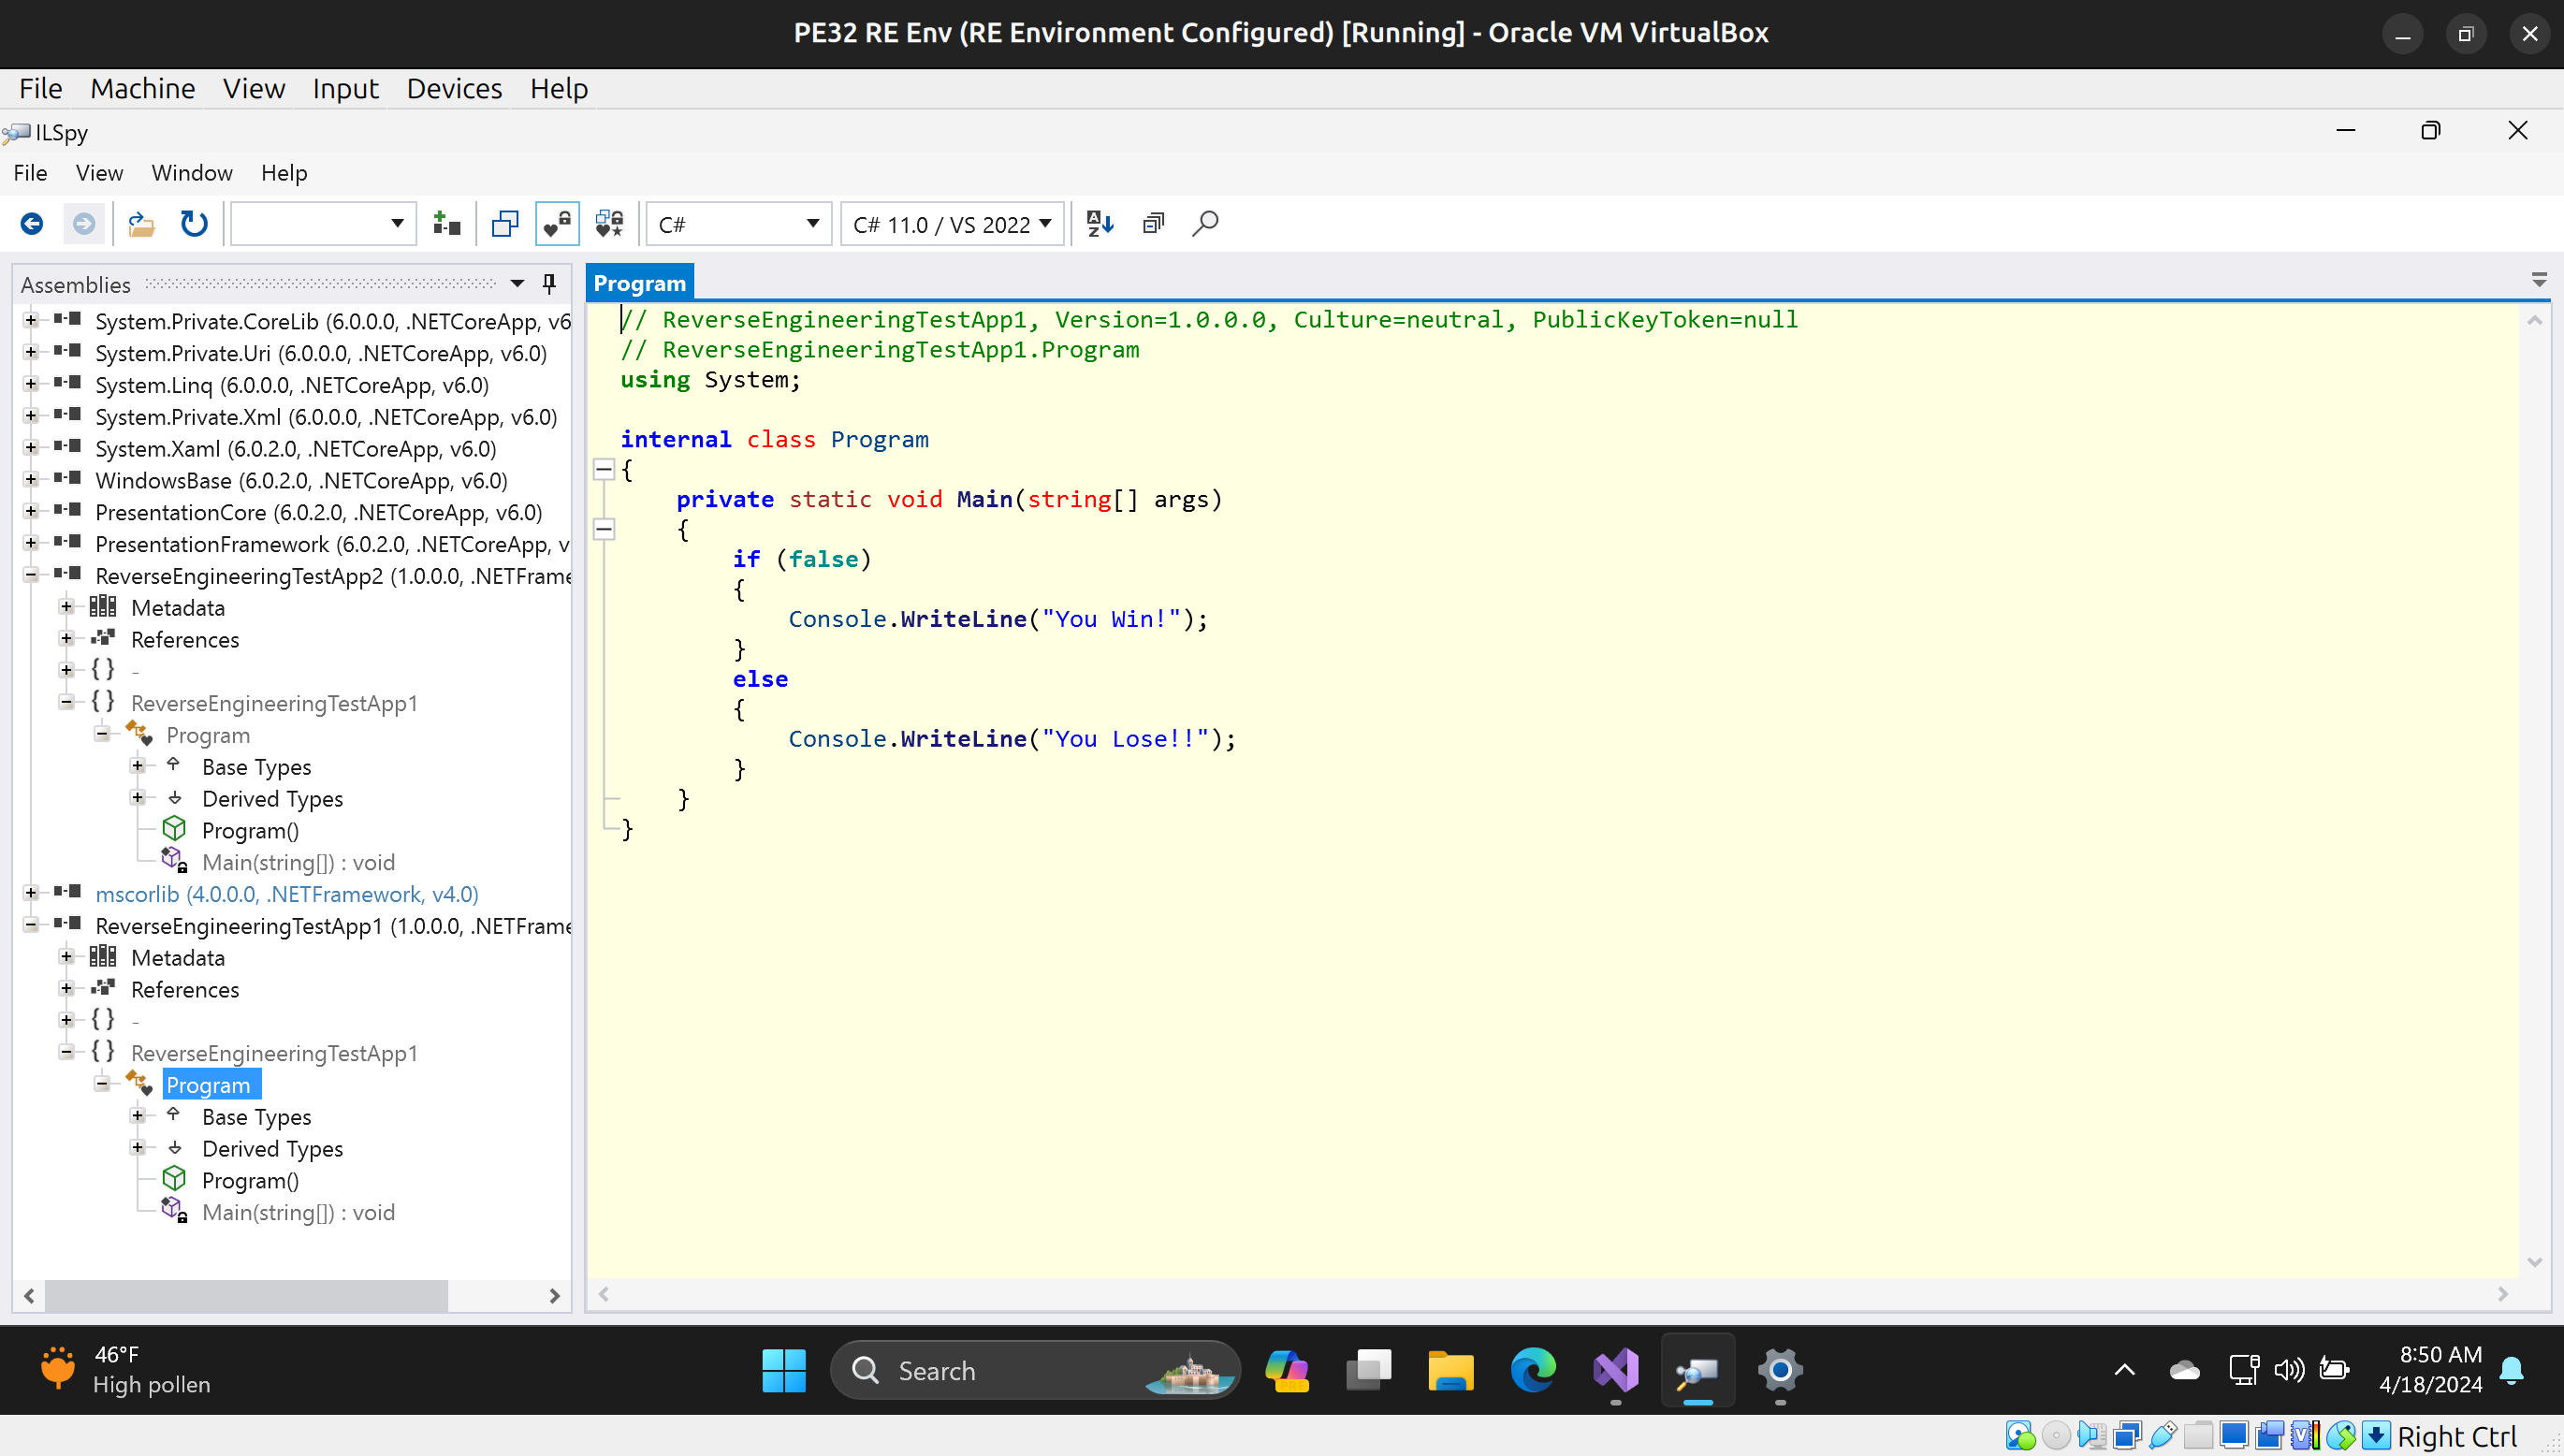 PE32 RE Env (RE Environment Configured) [Running] - Oracle VM VirtualBox
File Machine View Input Devices Help
ILSpy
File View Window Help
C# C# 11.0 / VS 2022
Assemblies
System.Private.CoreLib (6.0.0.0, .NETCoreApp, v6
System.Private.Uri (6.0.0.0, .NETCoreApp, v6.0)
System.Linq (6.0.0.0, .NETCoreApp, v6.0)
System.Private.Xml (6.0.0.0, .NETCoreApp, v6.0)
System.Xaml (6.0.2.0, .NETCoreApp, v6.0)
WindowsBase (6.0.2.0, .NETCoreApp, v6.0)
PresentationCore (6.0.2.0, .NETCoreApp, v6.0)
PresentationFramework (6.0.2.0, .NETCoreApp, v
ReverseEngineeringTestApp2 (1.0.0.0, .NETFrame
Metadata
References
{ } -
{ } ReverseEngineeringTestApp1
Program
Base Types
Derived Types
Program()
Main(string[]) : void
mscorlib (4.0.0.0, .NETFramework, v4.0)
ReverseEngineeringTestApp1 (1.0.0.0, .NETFrame
Metadata
References
{ } -
{ } ReverseEngineeringTestApp1
Program
Base Types
Derived Types
Program()
Main(string[]) : void
Program
// ReverseEngineeringTestApp1, Version=1.0.0.0, Culture=neutral, PublicKeyToken=null
// ReverseEngineeringTestApp1.Program
using System;
internal class Program
{
private static void Main(string[] args)
{
if (false)
{
Console.WriteLine("You Win!");
}
else
{
Console.WriteLine("You Lose!!");
}
}
}
46°F
High pollen
Search
PRE
8:50 AM
4/18/2024
Right Ctrl